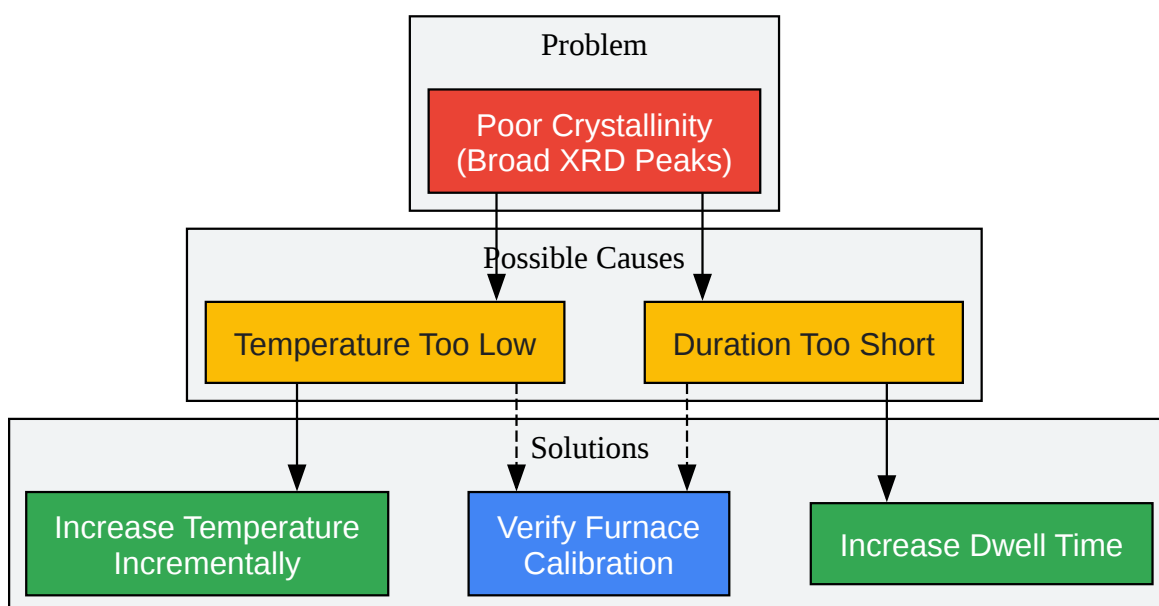 Problem
Poor Crystallinity
(Broad XRD Peaks)
Possible Causes
Temperature Too Low
Duration Too Short
Solutions
Increase Temperature
Incrementally
Verify Furnace
Calibration
Increase Dwell Time